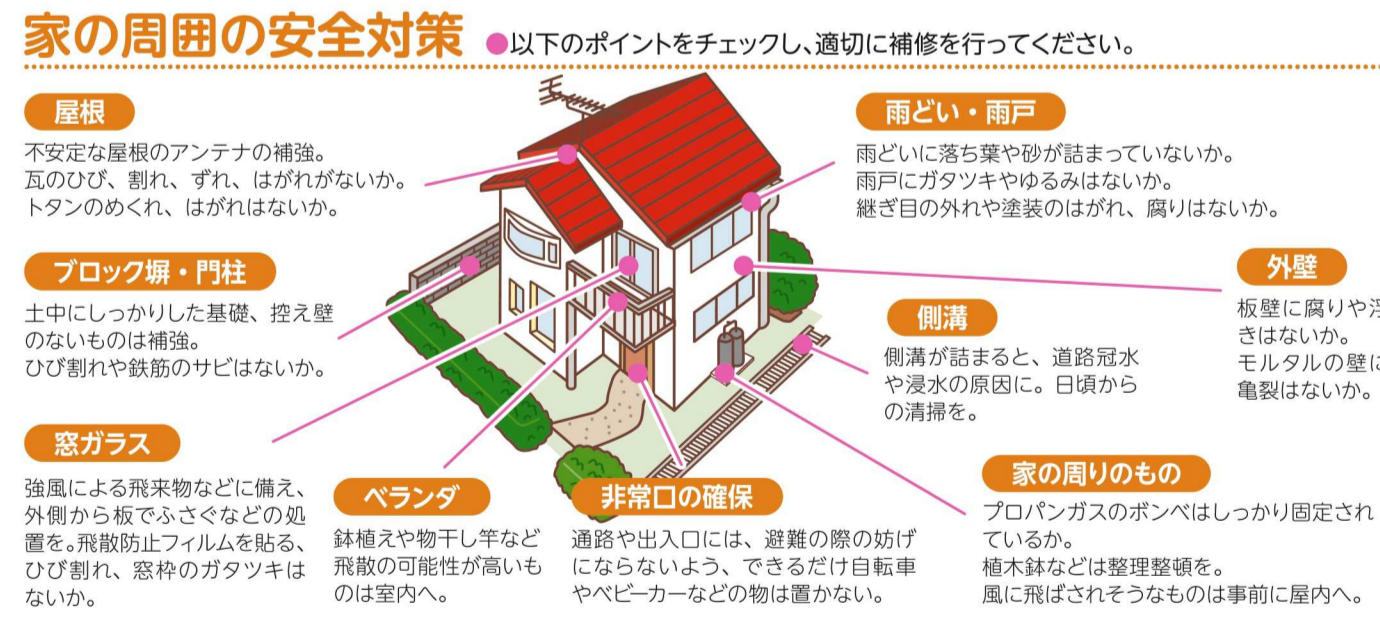 家の周囲の安全対策
●以下のポイントをチェックし、適切に補修を行ってください。
屋根
不安定な屋根のアンテナの補強。
瓦のひび、割れ、ずれ、はがれがないか。
トタンのめくれ、はがれはないか。
雨どい・雨戸
雨どいに落ち葉や砂が詰まっていないか。
雨戸にガタツキやゆるみはないか。
継ぎ目の外れや塗装のはがれ、腐りはないか。
ブロック塀・門柱
土中にしっかりした基礎、控え壁
のないものは補強。
ひび割れや鉄筋のサビはないか。
外壁
板壁に腐りや浮
きはないか。
モルタルの壁に
亀裂はないか。
側溝
側溝が詰まると、道路冠水
や浸水の原因に。日頃から
の清掃を。
窓ガラス
強風による飛来物などに備え、
外側から板でふさぐなどの処
置を。飛散防止フィルムを貼る、
ひび割れ、窓枠のガタツキは
ないか。
ベランダ
鉢植えや物干し竿など
飛散の可能性が高いも
のは室内へ。
非常口の確保
通路や出入口には、避難の際の妨げ
にならないよう、できるだけ自転車
やベビーカーなどの物は置かない。
家の周りのもの
プロパンガスのボンベはしっかり固定され
ているか。
植木鉢などは整理整頓を。
風に飛ばされそうなものは事前に屋内へ。